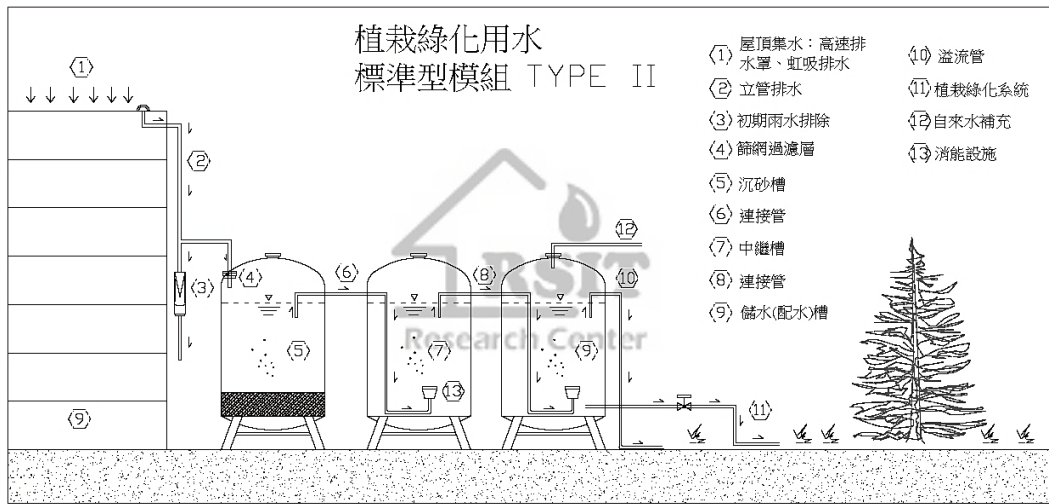 植栽綠化用水
標準型模組 TYPE II
1 屋頂集水：高速排
水罩、虹吸排水
2 立管排水
3 初期雨水排除
4 篩網過濾層
5 沉砂槽
6 連接管
7 中繼槽
8 連接管
9 儲水(配水)槽
10 溢流管
11 植栽綠化系統
12 自來水補充
13 消能設施
1
2
3
4
5
6
7
8
9
10
11
12
13
9
RSIT
Research Center